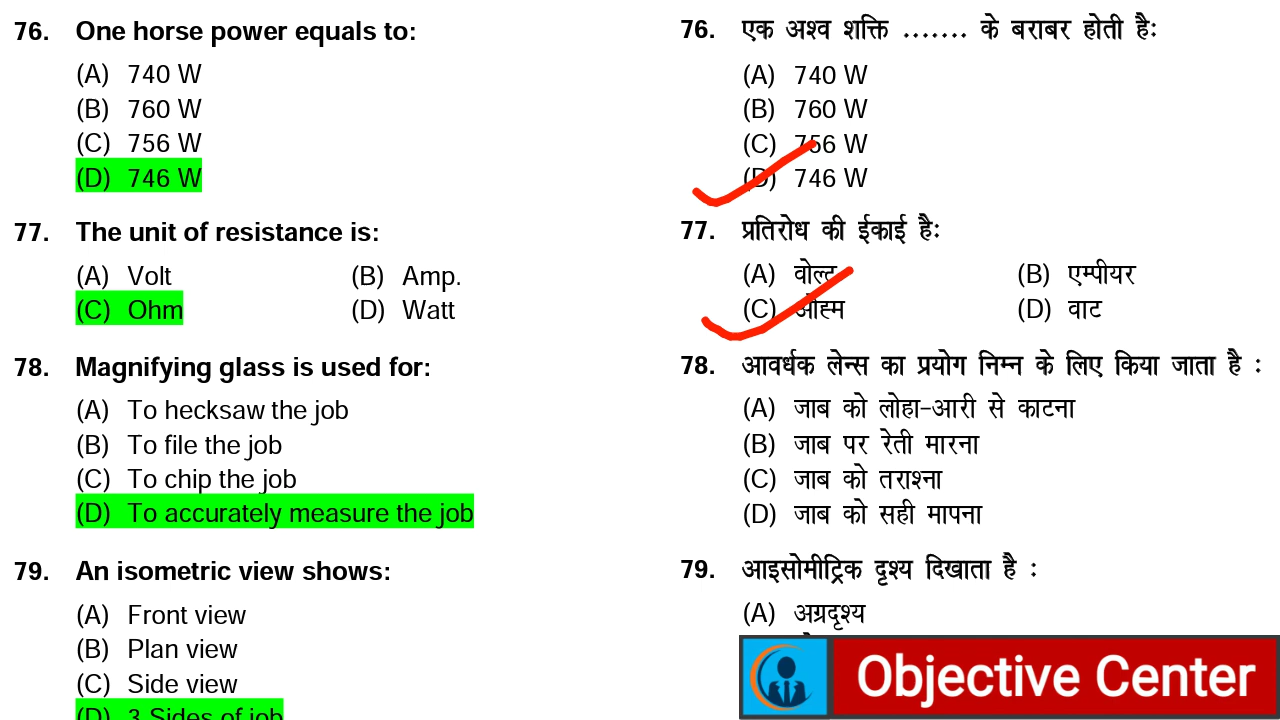 76. One horse power equals to:
(A) 740 W
(B) 760 W
(C) 756 W
(D) 746 W
77. The unit of resistance is:
(A) Volt (B) Amp.
(C) Ohm (D) Watt
78. Magnifying glass is used for:
(A) To hecksaw the job
(B) To file the job
(C) To chip the job
(D) To accurately measure the job
79. An isometric view shows:
(A) Front view
(B) Plan view
(C) Side view
(D) 3 Sides of job
76. एक अश्व शक्ति ....... के बराबर होती हैः
(A) 740 W
(B) 760 W
(C) 756 W
(D) 746 W
77. प्रतिरोध की ईकाई हैः
(A) वोल्ट (B) एम्पीयर
(C) ओह्म (D) वाट
78. आवर्धक लेन्स का प्रयोग निम्न के लिए किया जाता है :
(A) जाब को लोहा-आरी से काटना
(B) जाब पर रेती मारना
(C) जाब को तराश्ना
(D) जाब को सही मापना
79. आइसोमीट्रिक दृश्य दिखाता है :
(A) अग्रदृश्य
Objective Center